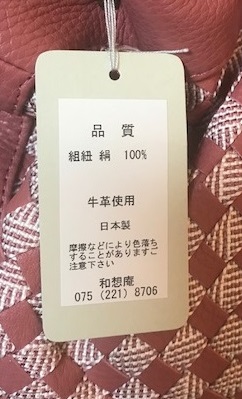 品 質
組紐 絹 100%
牛革使用
日本製
摩擦などにより色落ち
することがありますご
注意下さい
和想庵
075 (221) 8706